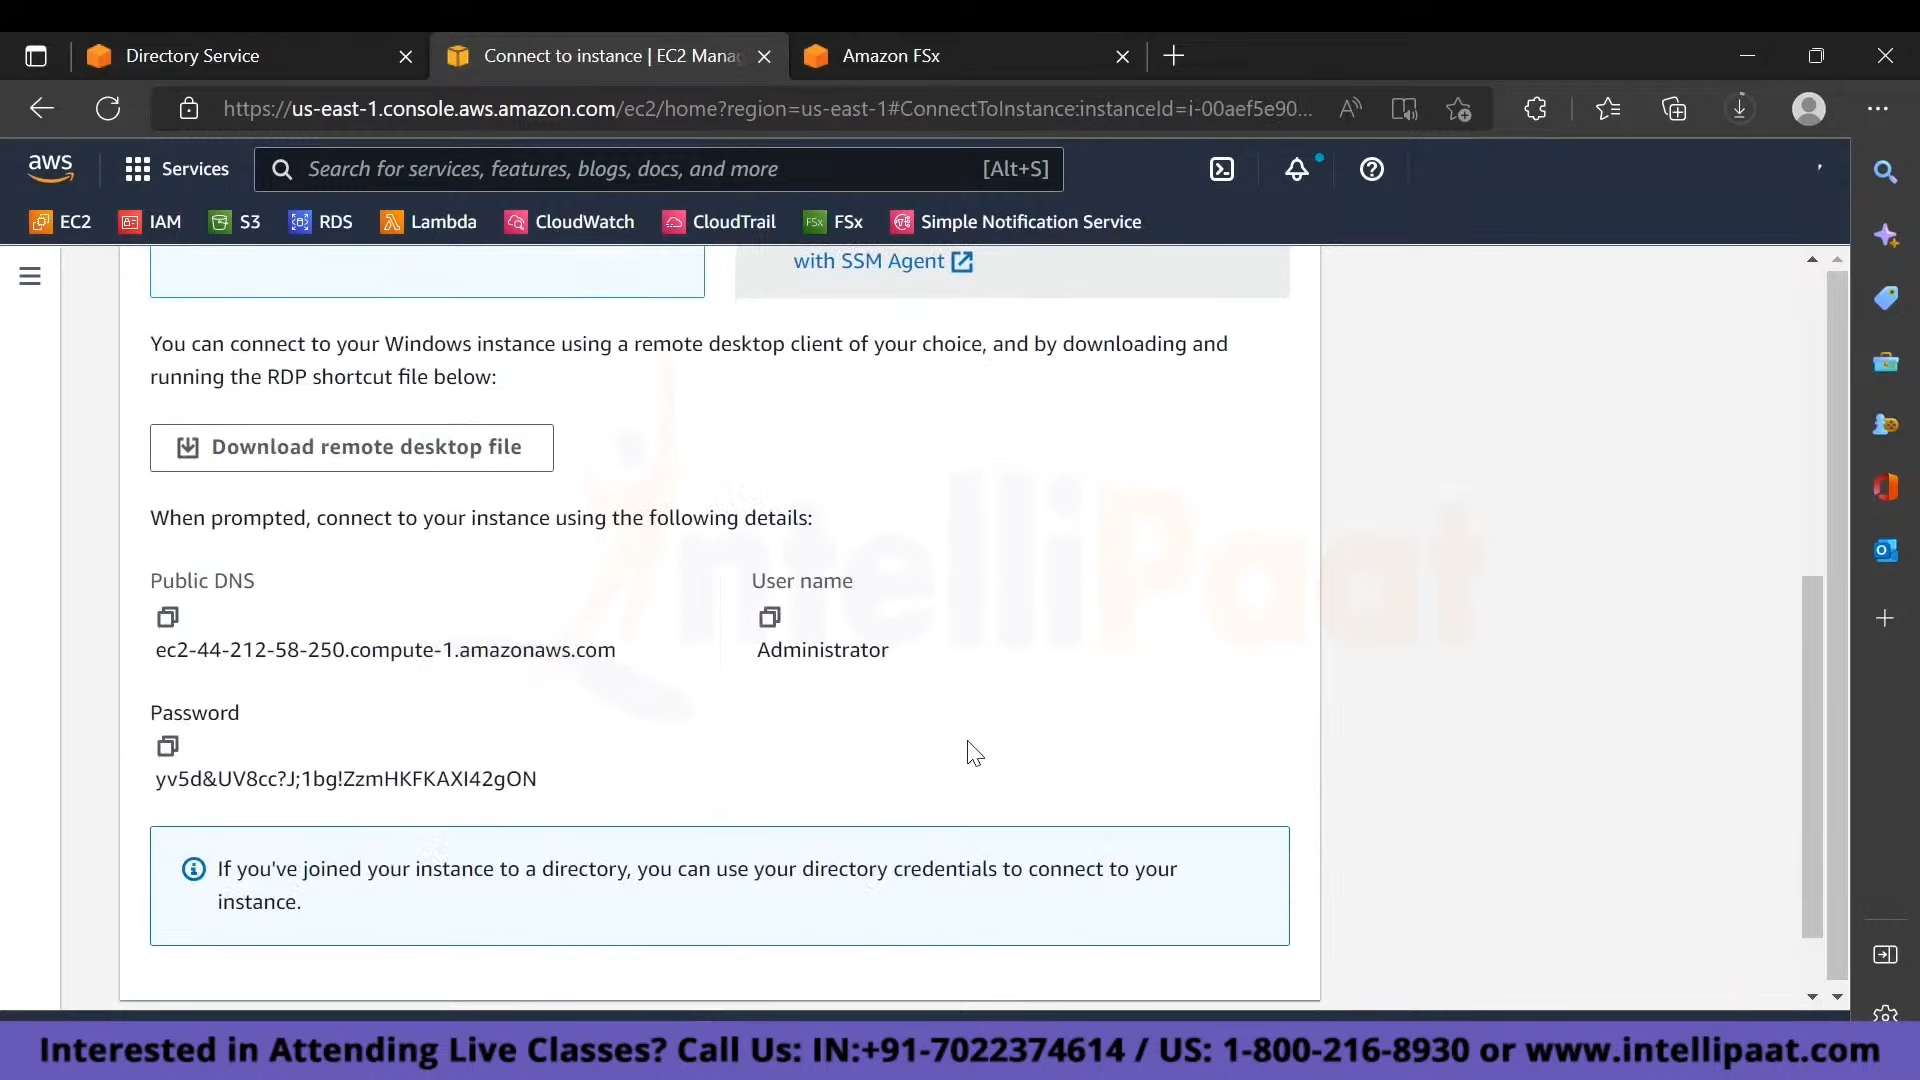 Directory Service
Connect to instance | EC2 Mana
Amazon FSx
https://us-east-1.console.aws.amazon.com/ec2/home?region=us-east-1#ConnectToInstance:instanceId=i-00aef5e90...
aws
Services
Search for services, features, blogs, docs, and more
[Alt+S]
EC2
IAM
S3
RDS
Lambda
CloudWatch
CloudTrail
FSx
FSx
Simple Notification Service
with SSM Agent
You can connect to your Windows instance using a remote desktop client of your choice, and by downloading and
running the RDP shortcut file below:
Download remote desktop file
When prompted, connect to your instance using the following details:
Public DNS
ec2-44-212-58-250.compute-1.amazonaws.com
User name
Administrator
Password
yv5d&UV8cc?J;1bg!ZzmHKFKAXI42gON
If you've joined your instance to a directory, you can use your directory credentials to connect to your
instance.
IntelliPaat
Interested in Attending Live Classes? Call Us: IN:+91-7022374614 / US: 1-800-216-8930 or www.intellipaat.com